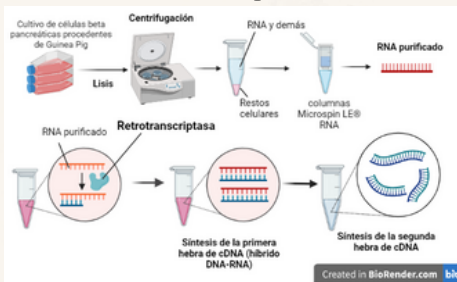 Cultivo de células beta
pancreáticas procedentes
de Guinea Pig
Lisis
Centrifugación
RNA y demás
Restos
celulares
columnas
Microspin LE®
RNA
RNA purificado
RNA purificado
Retrotranscriptasa
Síntesis de la primera
hebra de cDNA (híbrido
DNA-RNA)
Síntesis de la segunda
hebra de cDNA
Created in BioRender.com